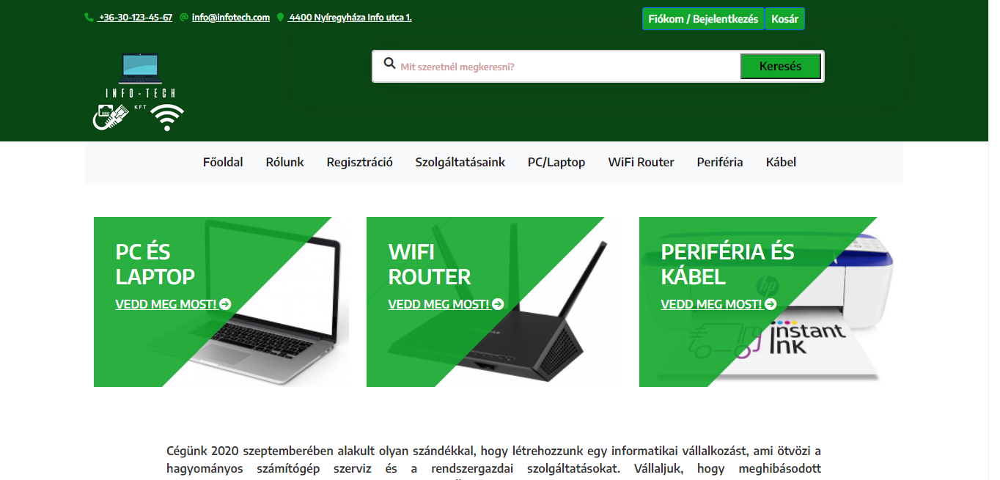 +36-30-123-45-67 info@infotech.com 4400 Nyíregyháza Info utca 1.
Fiókom / Bejelentkezés Kosár
Mit szeretnél megkeresni? Keresés
INFO-TECH
KFT
Főoldal Rólunk Regisztráció Szolgáltatásaink PC/Laptop WiFi Router Periféria Kábel
PC ÉS
LAPTOP
VEDD MEG MOST!
WIFI
ROUTER
VEDD MEG MOST!
PERIFÉRIA ÉS
KÁBEL
VEDD MEG MOST!
hp
instant
ink
Cégünk 2020 szeptemberében alakult olyan szándékkal, hogy létrehozzunk egy informatikai vállalkozást, ami ötvözi a
hagyományos számítógép szerviz és a rendszergazdai szolgáltatásokat. Vállaljuk, hogy meghibásodott